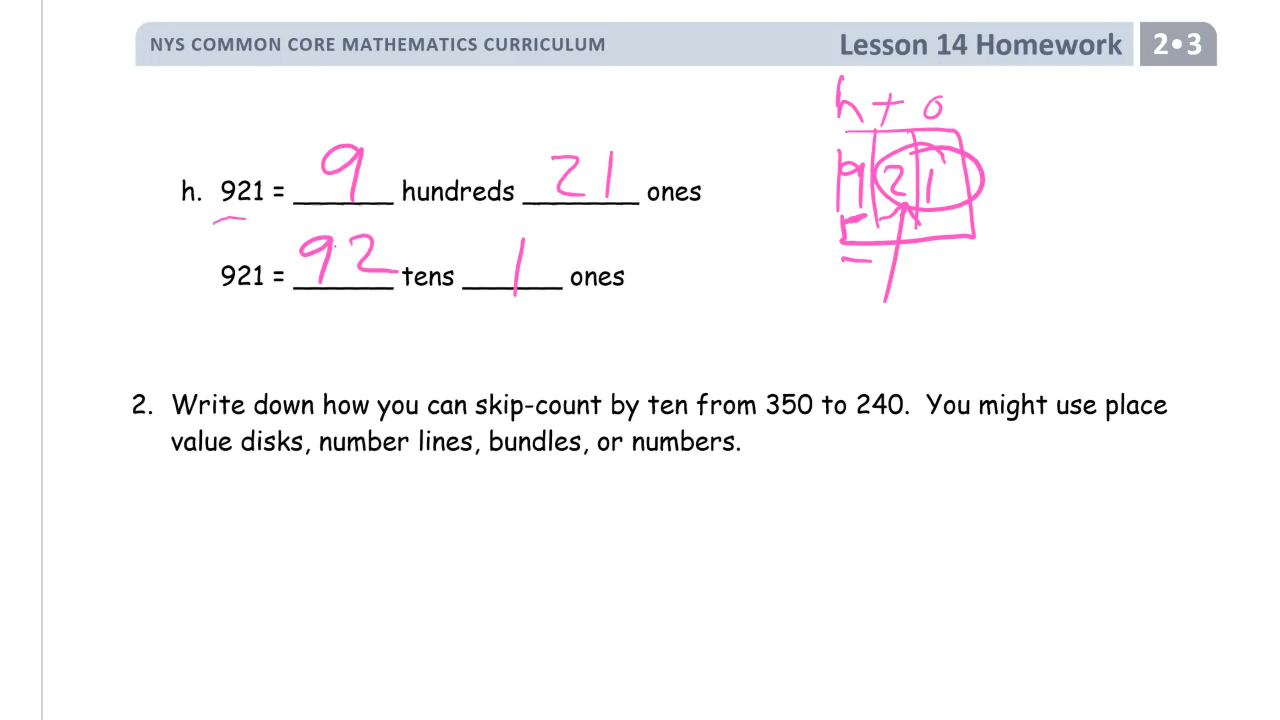 NYS COMMON CORE MATHEMATICS CURRICULUM Lesson 14 Homework 2•3
h t o
9 2 1
h. 921 = 9 hundreds 21 ones
921 = 92 tens 1 ones
2. Write down how you can skip-count by ten from 350 to 240. You might use place
value disks, number lines, bundles, or numbers.